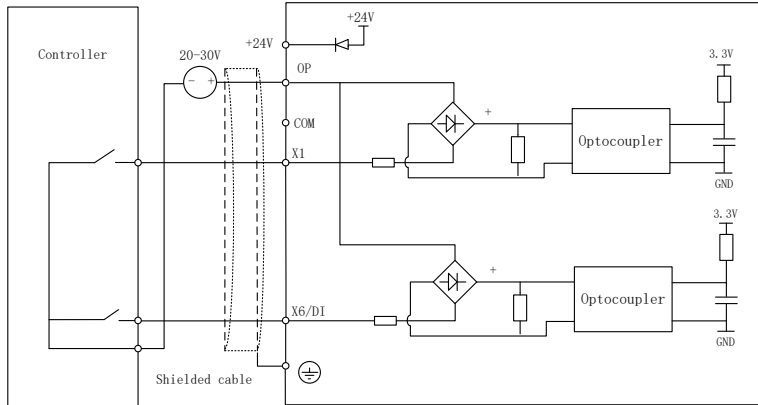 +24V
Controller
20-30V
+24V
3.3V
OP
+
COM
Optocoupler
X1
GND
3.3V
+
Optocoupler
X6/DI
GND
Shielded cable
- +